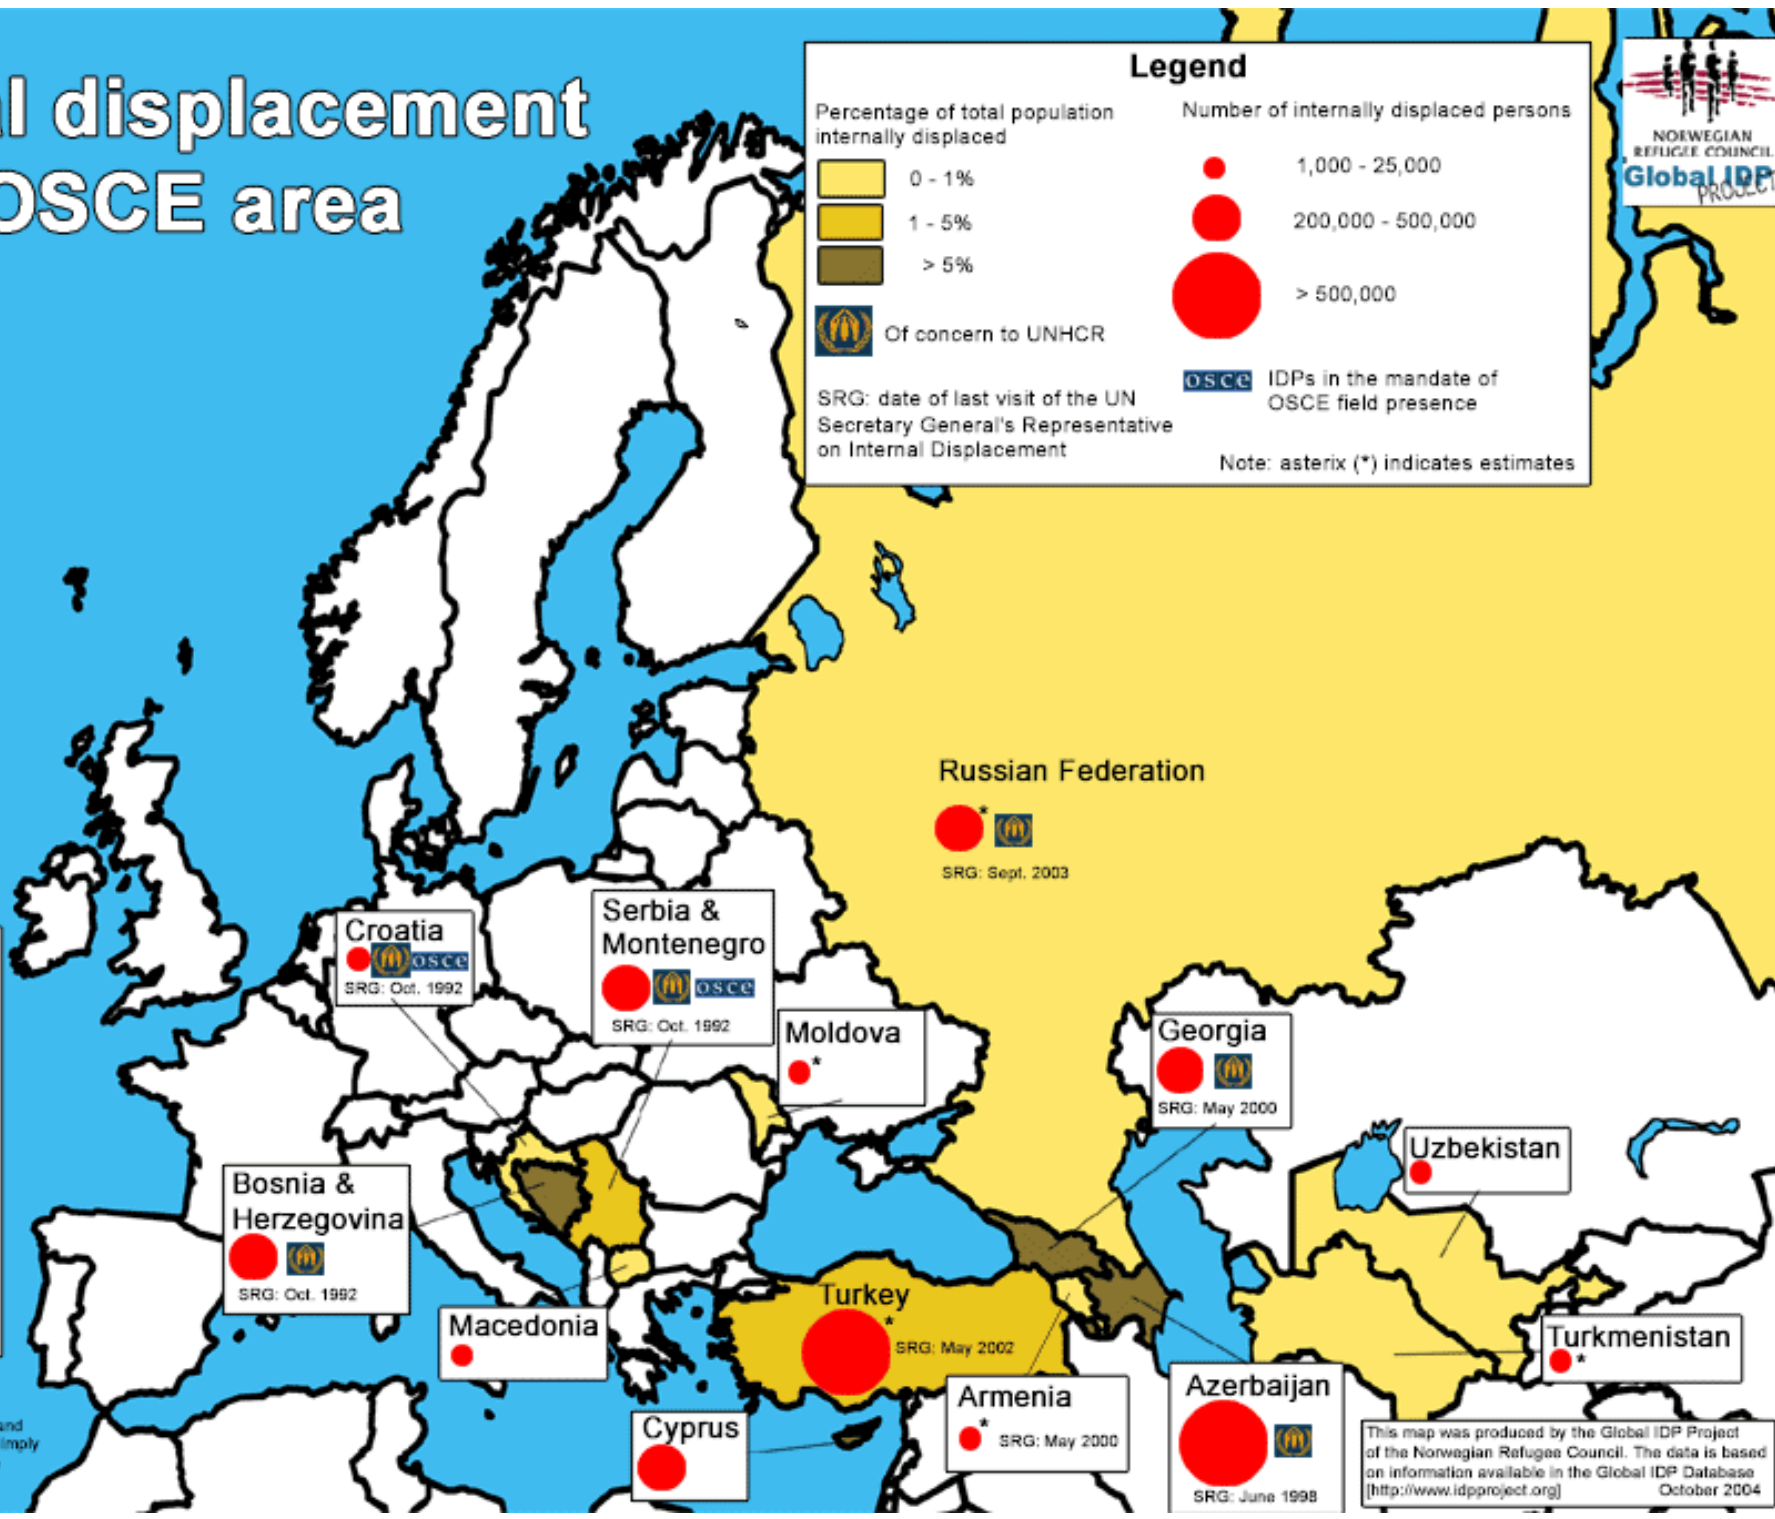 al displacement
OSCE area
Legend
Percentage of total population
internally displaced
0 - 1%
1 - 5%
> 5%
Of concern to UNHCR
SRG: date of last visit of the UN
Secretary General's Representative
on Internal Displacement
Number of internally displaced persons
1,000 - 25,000
200,000 - 500,000
> 500,000
osce IDPs in the mandate of
OSCE field presence
Note: asterix (*) indicates estimates
NORWEGIAN
REFUGEE COUNCIL
Global IDP
PROJECT
Russian Federation
*
SRG: Sept. 2003
Croatia
osce
SRG: Oct. 1992
Serbia &
Montenegro
osce
SRG: Oct. 1992
Moldova
*
Georgia
SRG: May 2000
Uzbekistan
Bosnia &
Herzegovina
SRG: Oct. 1992
Macedonia
Turkey
*
SRG: May 2002
Turkmenistan
*
Cyprus
Armenia
*
SRG: May 2000
Azerbaijan
SRG: June 1998
and
imply
This map was produced by the Global IDP Project
of the Norwegian Refugee Council. The data is based
on information available in the Global IDP Database
[http://www.idpproject.org] October 2004